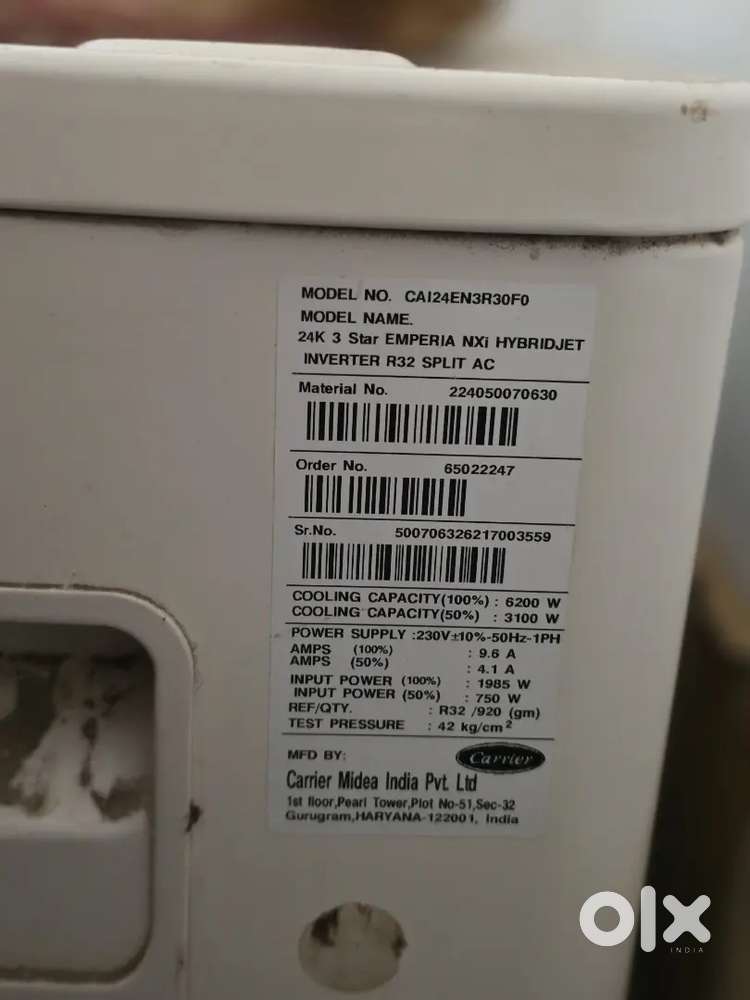 MODEL NO. CAI24EN3R30F0
MODEL NAME.
24K 3 Star EMPERIA NXi HYBRIDJET
INVERTER R32 SPLIT AC
Material No. 224050070630
Order No. 65022247
Sr.No. 500706326217003559
COOLING CAPACITY(100%) : 6200 W
COOLING CAPACITY(50%) : 3100 W
POWER SUPPLY :230V±10%-50Hz-1PH
AMPS (100%) : 9.6 A
AMPS (50%) : 4.1 A
INPUT POWER (100%) : 1985 W
INPUT POWER (50%) : 750 W
REF/QTY. : R32 /920 (gm)
TEST PRESSURE : 42 kg/cm²
MFD BY: Carrier
Carrier Midea India Pvt. Ltd
1st floor,Pearl Tower,Plot No-51,Sec-32
Gurugram,HARYANA-122001, India
olx
INDIA